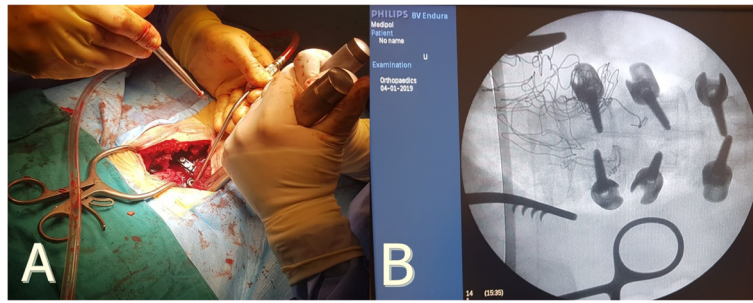 A
PHILIPS BV Endura
Medipol
Patient
No name
U
Examination
Orthopaedics
04-01-2019
14 (15:35)
B